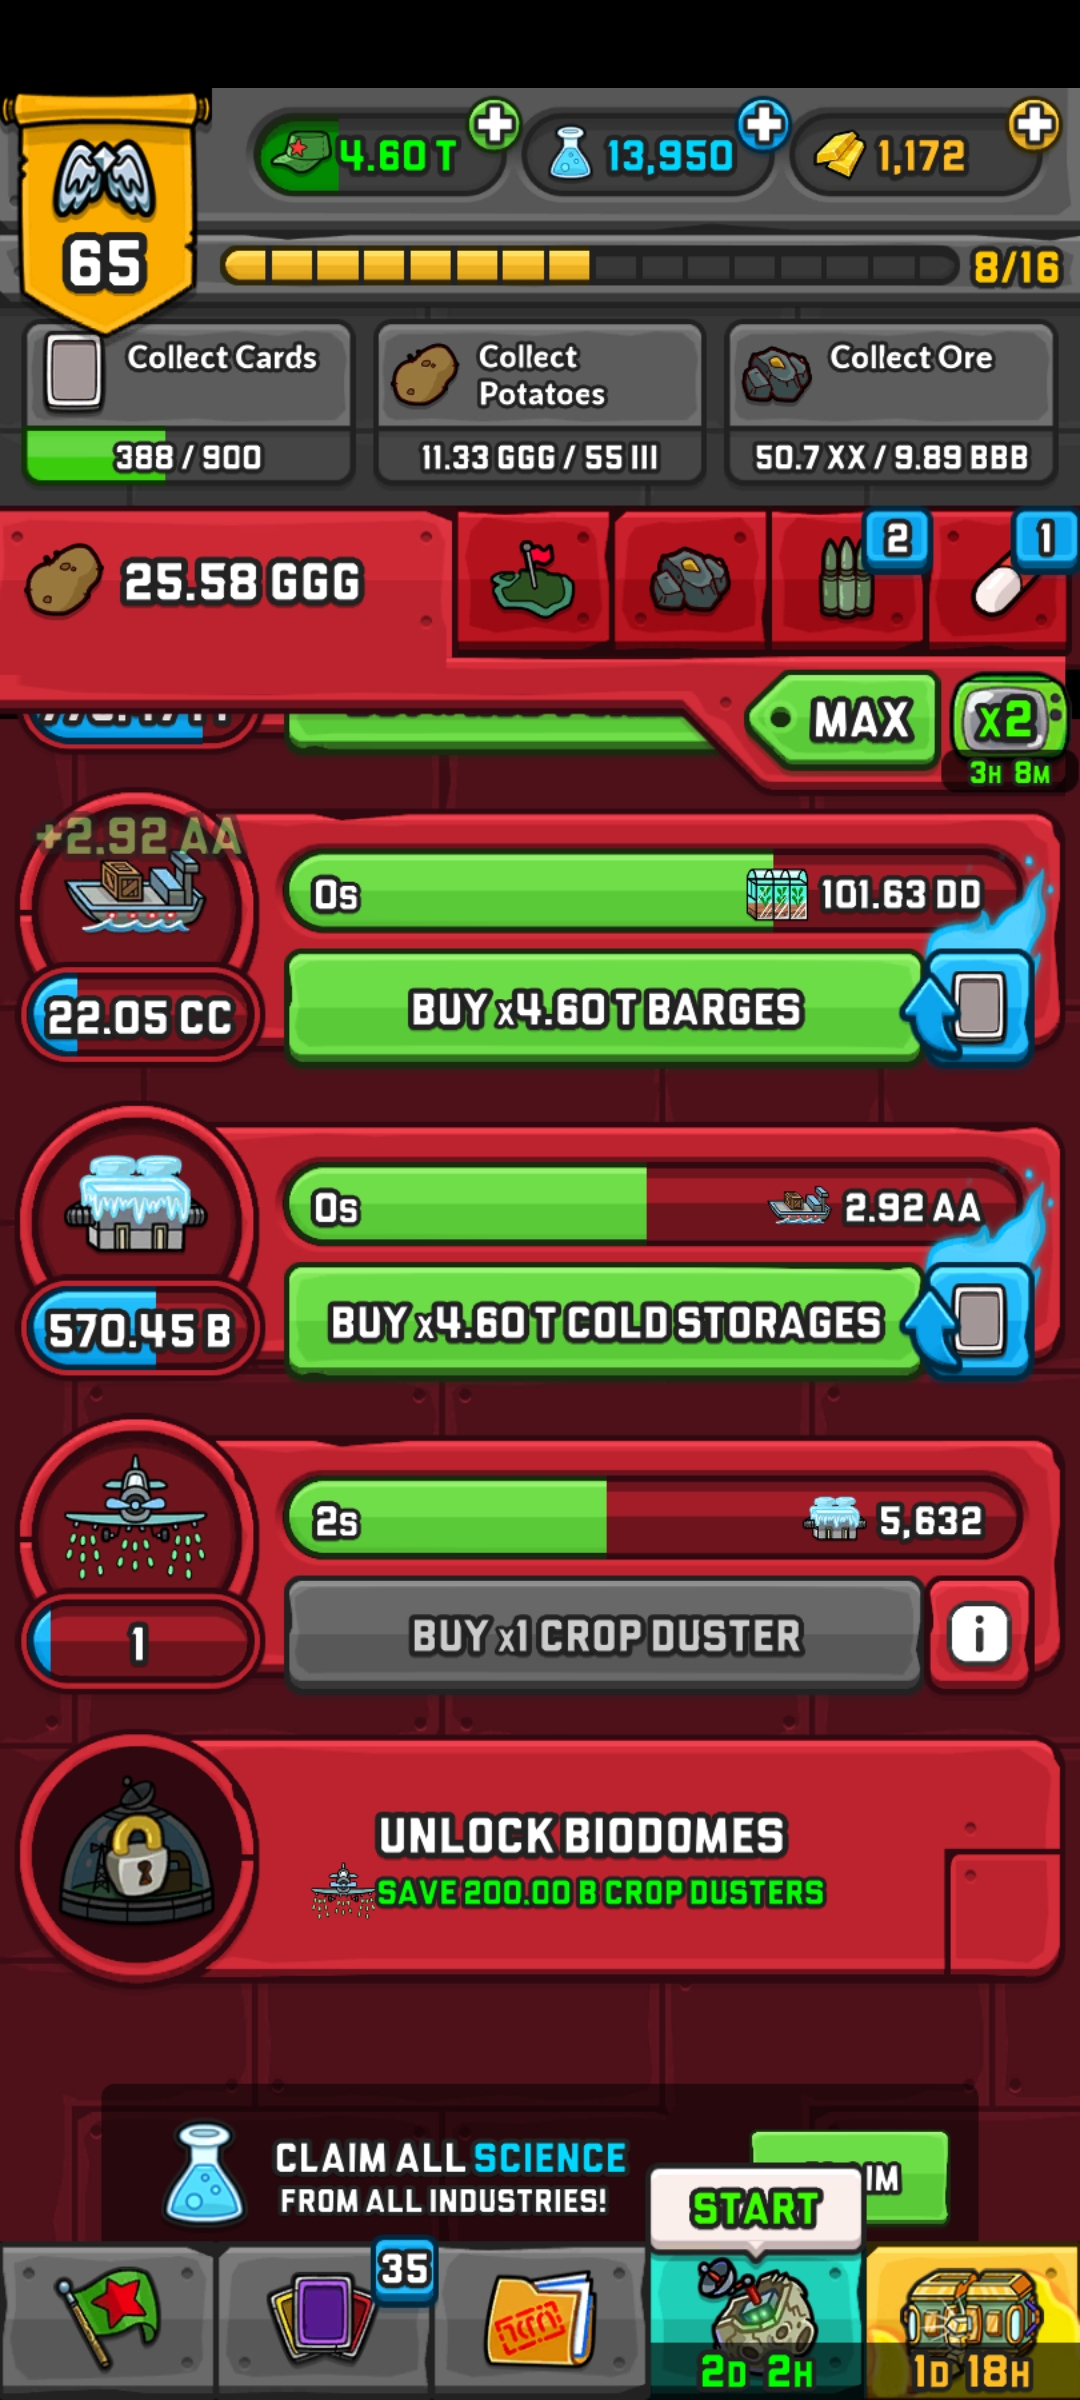 4.60 T
13,950
1,172
65
8/16
Collect Cards
388 / 900
Collect
Potatoes
11.33 GGG / 55 III
Collect Ore
50.7 XX / 9.89 BBB
25.58 GGG
2
1
MAX
x2
3H 8M
+2.92 AA
0s
101.63 DD
22.05 CC
BUY x4.60 T BARGES
0s
2.92 AA
570.45 B
BUY x4.60 T COLD STORAGES
2s
5,632
1
BUY x1 CROP DUSTER
i
UNLOCK BIODOMES
SAVE 200.00 B CROP DUSTERS
CLAIM ALL SCIENCE
FROM ALL INDUSTRIES!
IM
START
35
2D 2H
1D 18H